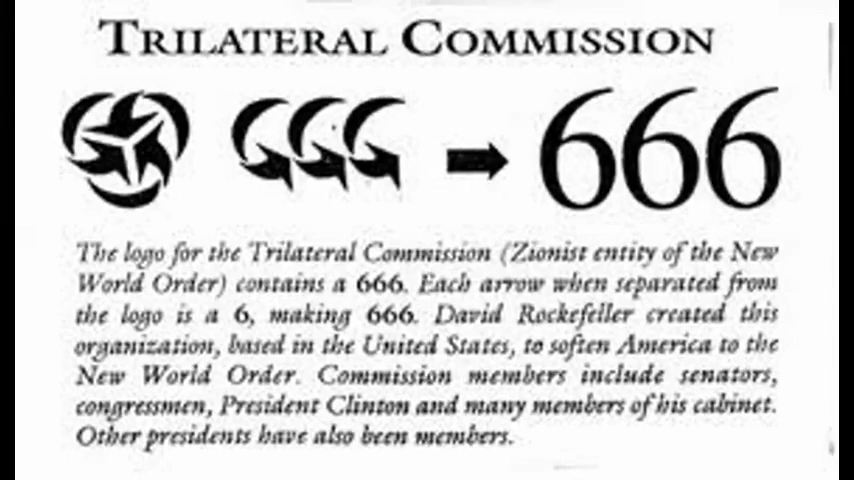 TRILATERAL COMMISSION
666 → 666
The logo for the Trilateral Commission (Zionist entity of the New
World Order) contains a 666. Each arrow when separated from
the logo is a 6, making 666. David Rockefeller created this
organization, based in the United States, to soften America to the
New World Order. Commission members include senators,
congressmen, President Clinton and many members of his cabinet.
Other presidents have also been members.